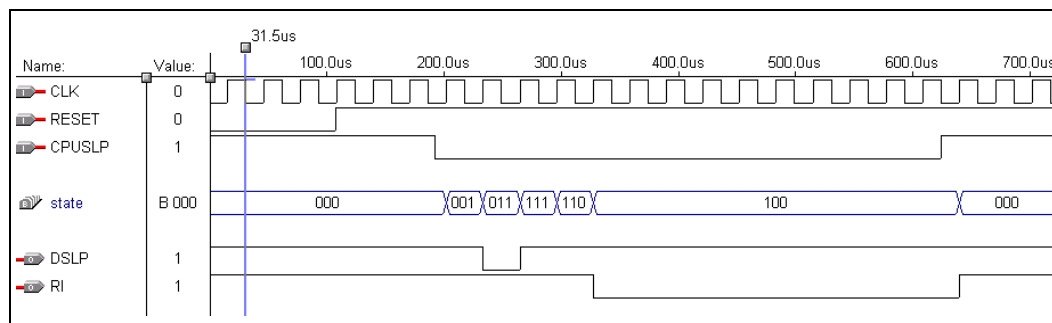 31.5us
Name: Value: 100.0us 200.0us 300.0us 400.0us 500.0us 600.0us 700.0us
CLK 0
RESET 0
CPUSLP 1
state B 000 000 001 011 111 110 100 000
DSLP 1
RI 1